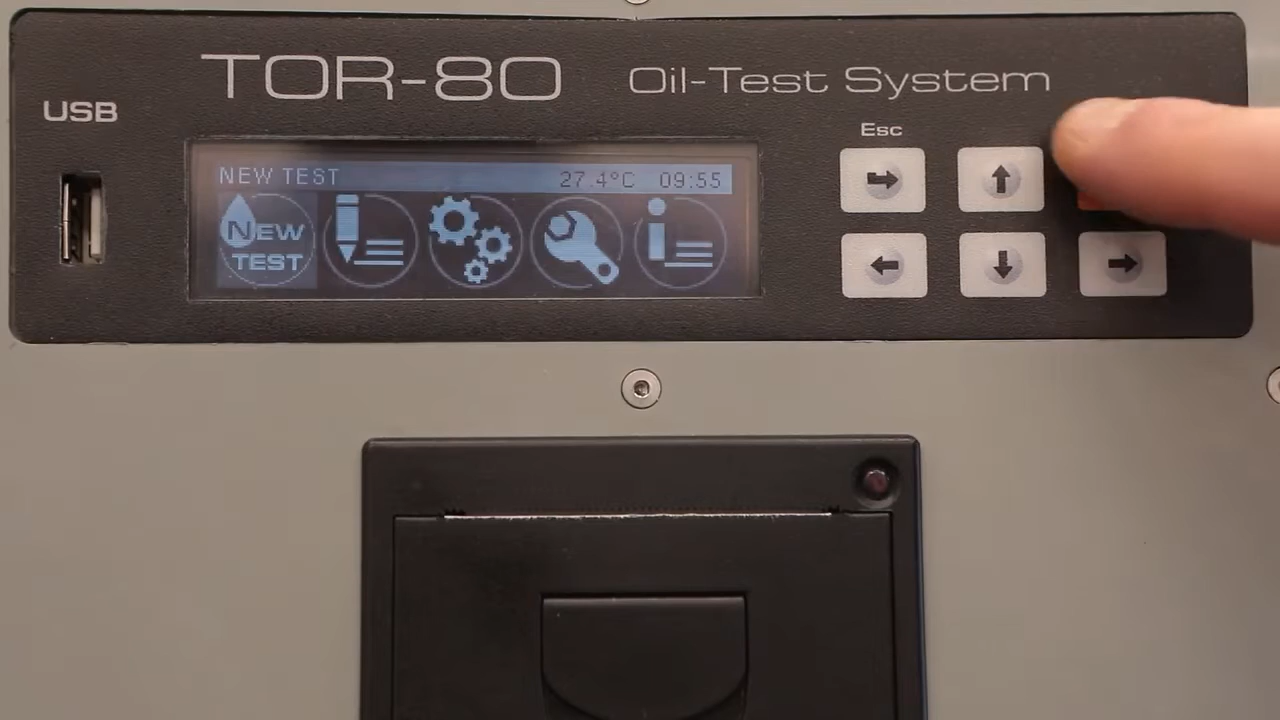 TOR-80 Oil-Test System
USB
Esc
NEW TEST 27.4°C 09:55
NEW
TEST